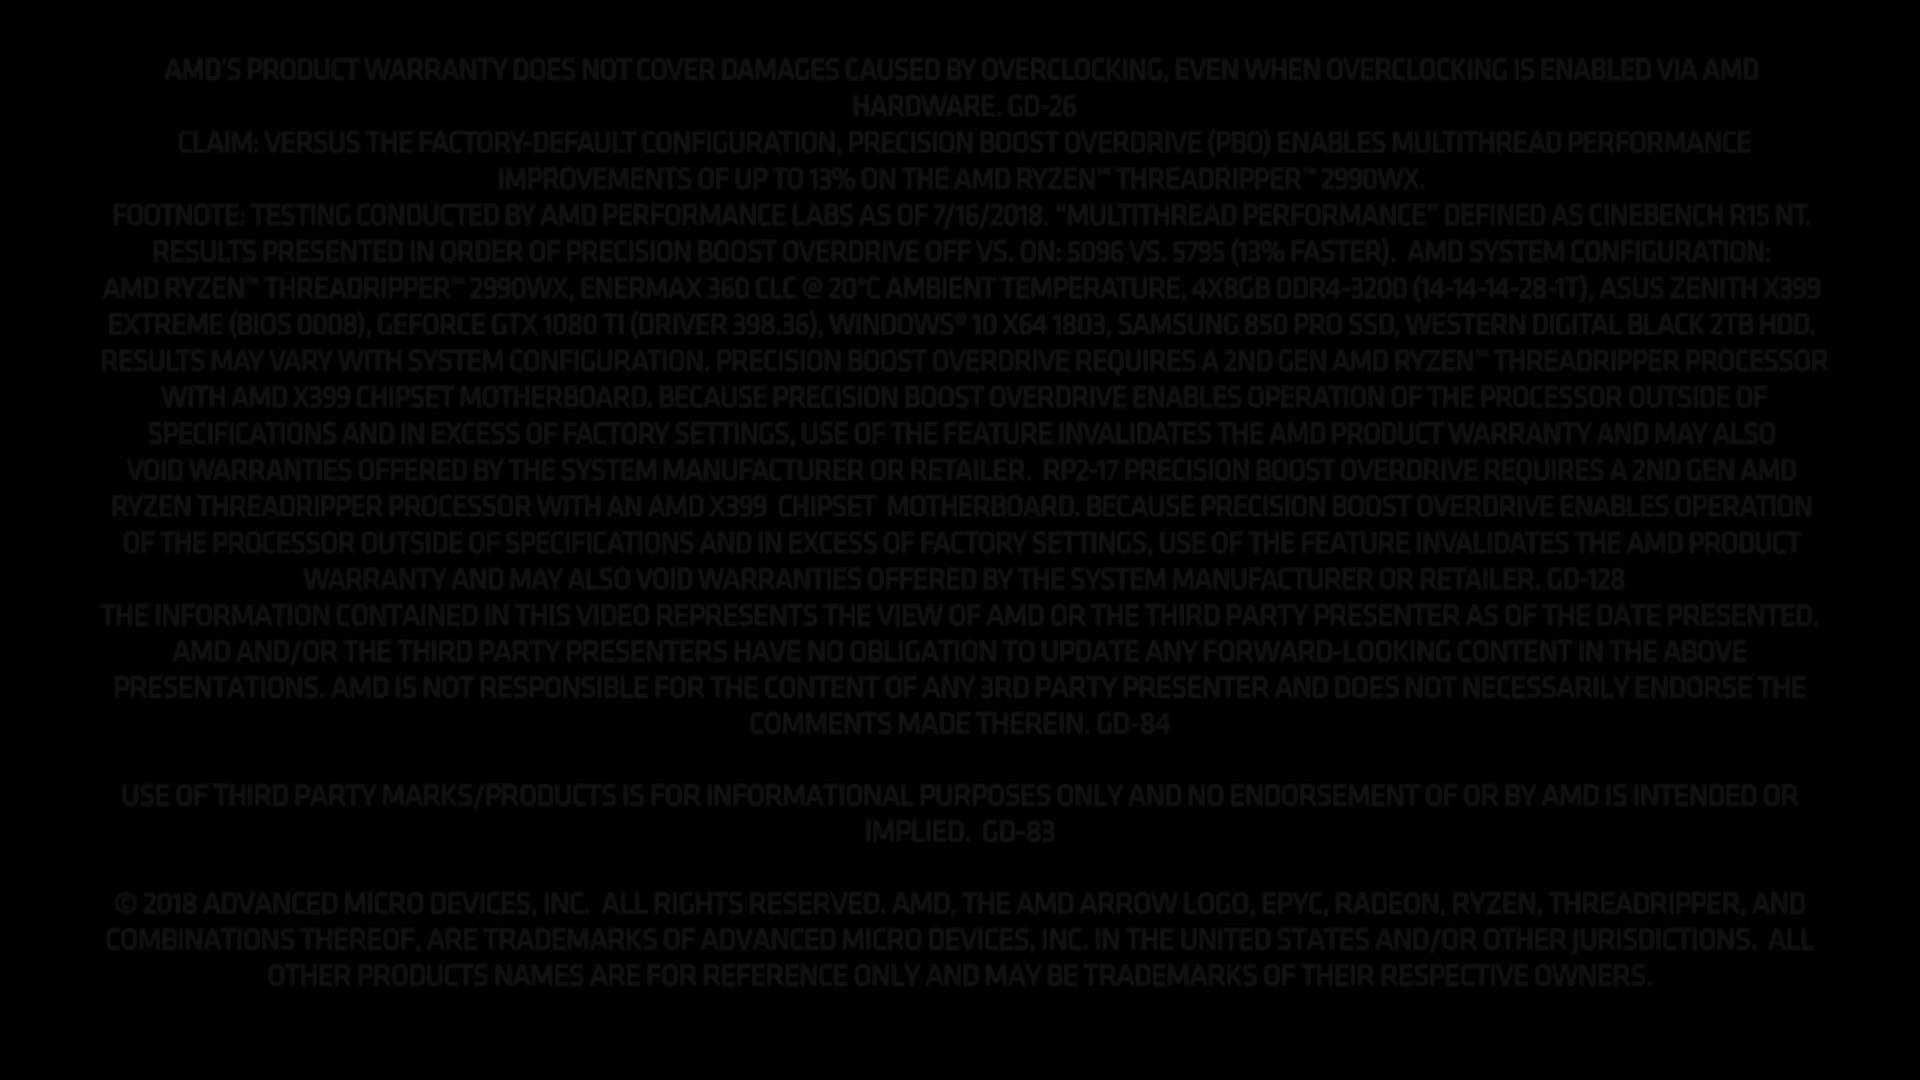 AMD'S PRODUCT WARRANTY DOES NOT COVER DAMAGES CAUSED BY OVERCLOCKING, EVEN WHEN OVERCLOCKING IS ENABLED VIA AMD
HARDWARE. GD-26
CLAIM: VERSUS THE FACTORY-DEFAULT CONFIGURATION, PRECISION BOOST OVERDRIVE (PBO) ENABLES MULTITHREAD PERFORMANCE
IMPROVEMENTS OF UP TO 13% ON THE AMD RYZEN™ THREADRIPPER™ 2990WX.
FOOTNOTE: TESTING CONDUCTED BY AMD PERFORMANCE LABS AS OF 7/16/2018. “MULTITHREAD PERFORMANCE” DEFINED AS CINEBENCH R15 NT.
RESULTS PRESENTED IN ORDER OF PRECISION BOOST OVERDRIVE OFF VS. ON: 5096 VS. 5795 (13% FASTER).  AMD SYSTEM CONFIGURATION:
AMD RYZEN™ THREADRIPPER™ 2990WX, ENERMAX 360 CLC @ 20°C AMBIENT TEMPERATURE, 4X8GB DDR4-3200 (14-14-14-28-1T), ASUS ZENITH X399
EXTREME (BIOS 0008), GEFORCE GTX 1080 TI (DRIVER 398.36), WINDOWS® 10 X64 1803, SAMSUNG 850 PRO SSD, WESTERN DIGITAL BLACK 2TB HDD.
RESULTS MAY VARY WITH SYSTEM CONFIGURATION. PRECISION BOOST OVERDRIVE REQUIRES A 2ND GEN AMD RYZEN™ THREADRIPPER PROCESSOR
WITH AMD X399 CHIPSET MOTHERBOARD. BECAUSE PRECISION BOOST OVERDRIVE ENABLES OPERATION OF THE PROCESSOR OUTSIDE OF
SPECIFICATIONS AND IN EXCESS OF FACTORY SETTINGS, USE OF THE FEATURE INVALIDATES THE AMD PRODUCT WARRANTY AND MAY ALSO
VOID WARRANTIES OFFERED BY THE SYSTEM MANUFACTURER OR RETAILER.  RP2-17 PRECISION BOOST OVERDRIVE REQUIRES A 2ND GEN AMD
RYZEN THREADRIPPER PROCESSOR WITH AN AMD X399  CHIPSET  MOTHERBOARD. BECAUSE PRECISION BOOST OVERDRIVE ENABLES OPERATION
OF THE PROCESSOR OUTSIDE OF SPECIFICATIONS AND IN EXCESS OF FACTORY SETTINGS, USE OF THE FEATURE INVALIDATES THE AMD PRODUCT
WARRANTY AND MAY ALSO VOID WARRANTIES OFFERED BY THE SYSTEM MANUFACTURER OR RETAILER. GD-128
THE INFORMATION CONTAINED IN THIS VIDEO REPRESENTS THE VIEW OF AMD OR THE THIRD PARTY PRESENTER AS OF THE DATE PRESENTED.
AMD AND/OR THE THIRD PARTY PRESENTERS HAVE NO OBLIGATION TO UPDATE ANY FORWARD-LOOKING CONTENT IN THE ABOVE
PRESENTATIONS. AMD IS NOT RESPONSIBLE FOR THE CONTENT OF ANY 3RD PARTY PRESENTER AND DOES NOT NECESSARILY ENDORSE THE
COMMENTS MADE THEREIN. GD-84
USE OF THIRD PARTY MARKS/PRODUCTS IS FOR INFORMATIONAL PURPOSES ONLY AND NO ENDORSEMENT OF OR BY AMD IS INTENDED OR
IMPLIED.  GD-83
© 2018 ADVANCED MICRO DEVICES, INC.  ALL RIGHTS RESERVED. AMD, THE AMD ARROW LOGO, EPYC, RADEON, RYZEN, THREADRIPPER, AND
COMBINATIONS THEREOF, ARE TRADEMARKS OF ADVANCED MICRO DEVICES, INC. IN THE UNITED STATES AND/OR OTHER JURISDICTIONS.  ALL
OTHER PRODUCTS NAMES ARE FOR REFERENCE ONLY AND MAY BE TRADEMARKS OF THEIR RESPECTIVE OWNERS.